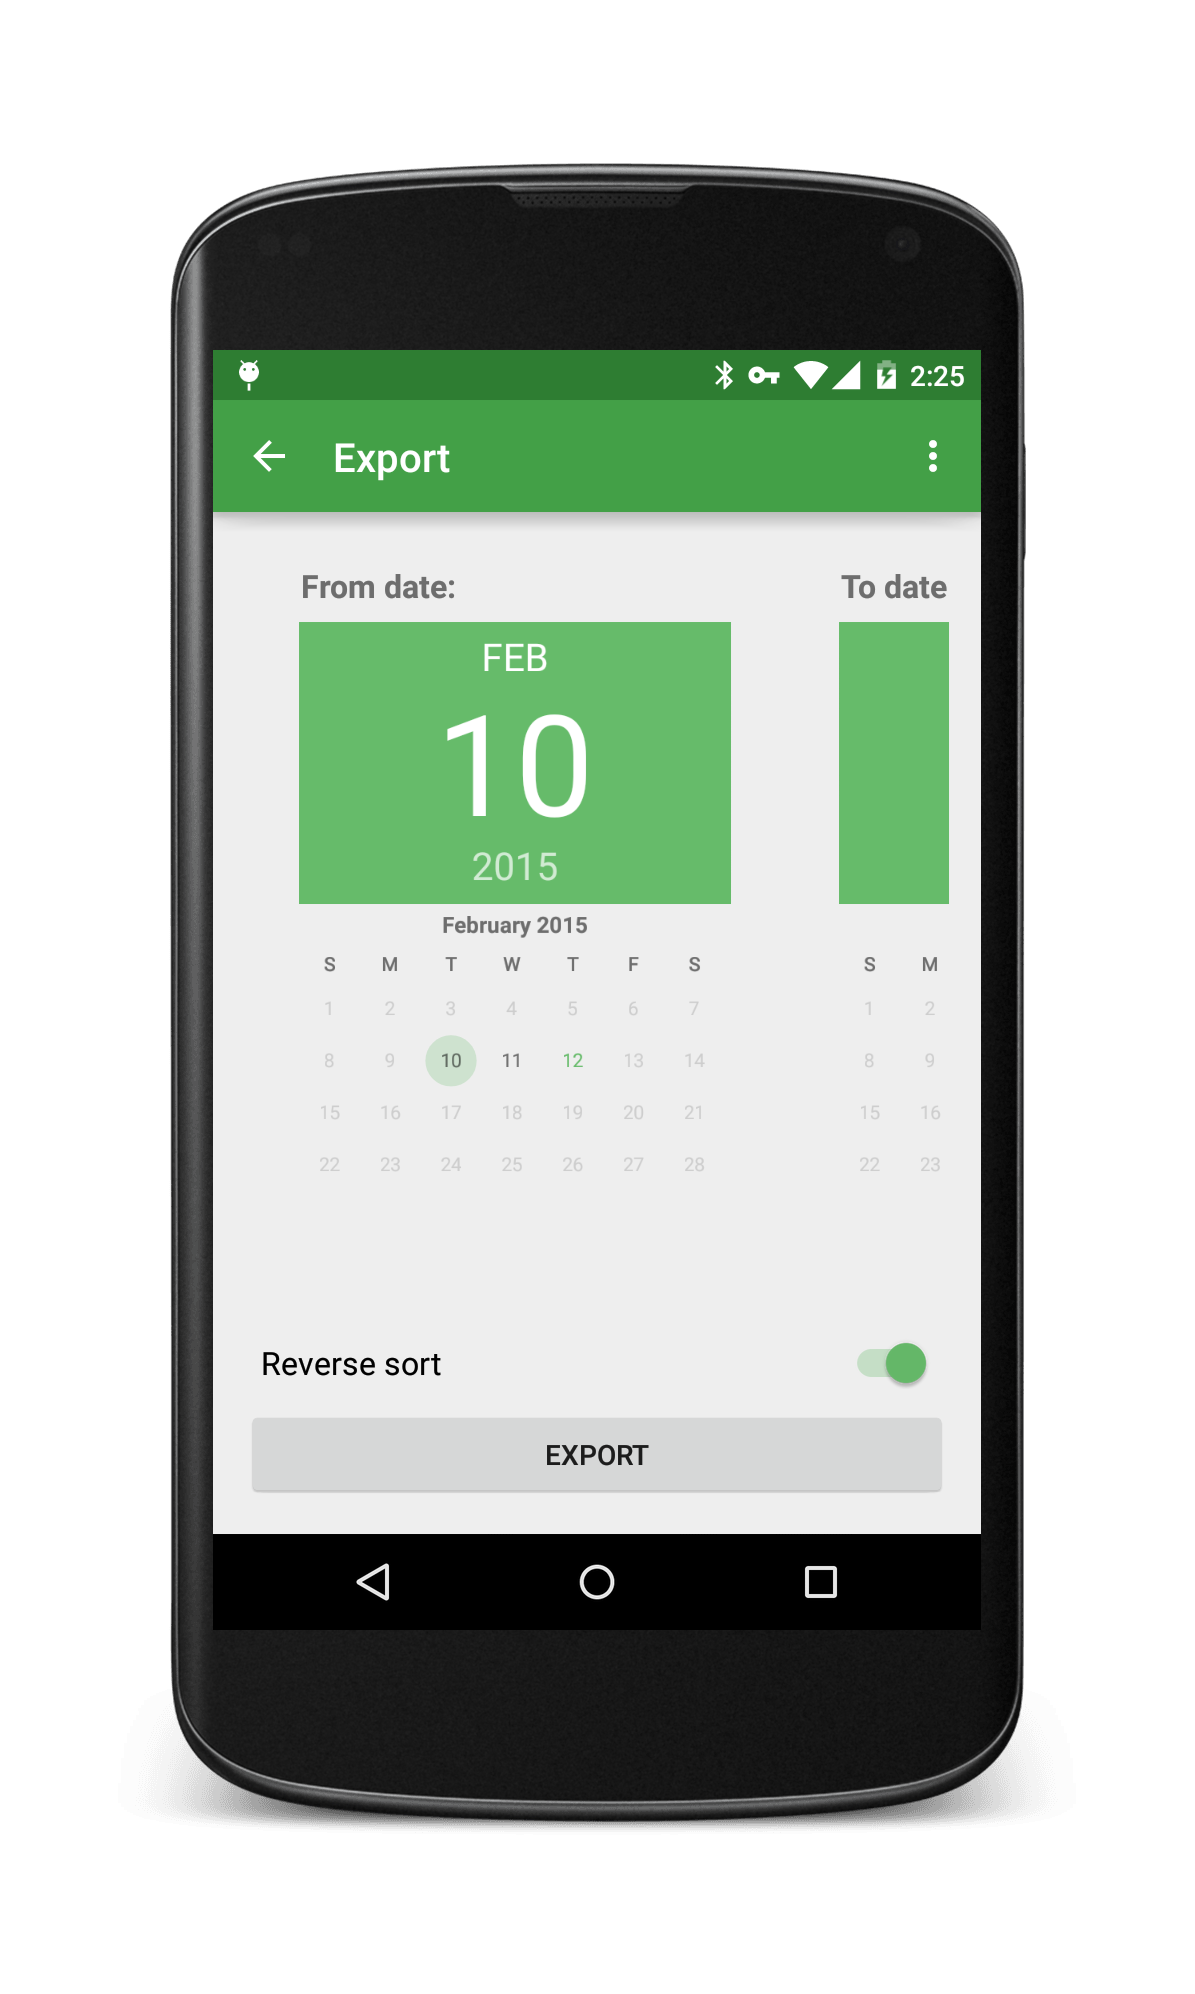 2:25
Export
From date:
To date
FEB
10
2015
February 2015
S M T W T F S
1 2 3 4 5 6 7
8 9 10 11 12 13 14
15 16 17 18 19 20 21
22 23 24 25 26 27 28
S M
1 2
8 9
15 16
22 23
Reverse sort
EXPORT